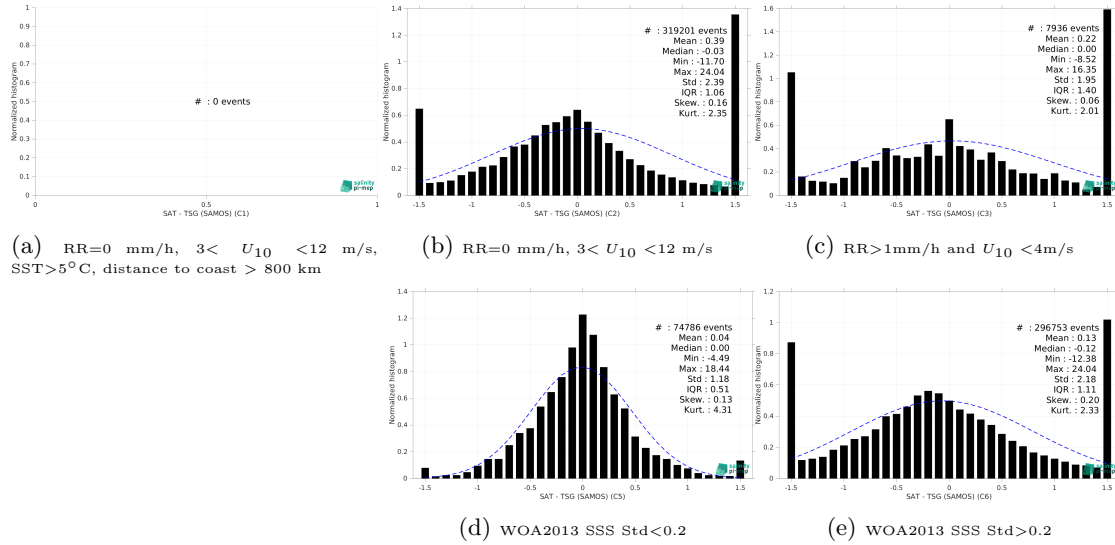 1
0.9
0.8
0.7
0.6
0.5
0.4
0.3
0.2
0.1
0
Normalized histogram
# : 0 events
salinity
pi-mep
0 0.5 1
SAT - TSG (SAMOS) (C1)
(a) RR=0 mm/h, 3< U10 <12 m/s,
SST>5°C, distance to coast > 800 km
1.4
1.2
1
0.8
0.6
0.4
0.2
0
Normalized histogram
# : 319201 events
Mean : 0.39
Median : -0.03
Min : -11.70
Max : 24.04
Std : 2.39
IQR : 1.06
Skew. : 0.16
Kurt. : 2.35
salinity
pi-mep
-1.5 -1 -0.5 0 0.5 1 1.5
SAT - TSG (SAMOS) (C2)
(b) RR=0 mm/h, 3< U10 <12 m/s
1.6
1.4
1.2
1
0.8
0.6
0.4
0.2
0
Normalized histogram
# : 7936 events
Mean : 0.22
Median : 0.00
Min : -8.52
Max : 16.35
Std : 1.95
IQR : 1.40
Skew. : 0.06
Kurt. : 2.01
salinity
pi-mep
-1.5 -1 -0.5 0 0.5 1 1.5
SAT - TSG (SAMOS) (C3)
(c) RR>1mm/h and U10 <4m/s
1.4
1.2
1
0.8
0.6
0.4
0.2
0
Normalized histogram
# : 74786 events
Mean : 0.04
Median : 0.00
Min : -4.49
Max : 18.44
Std : 1.18
IQR : 0.51
Skew. : 0.13
Kurt. : 4.31
salinity
pi-mep
-1.5 -1 -0.5 0 0.5 1 1.5
SAT - TSG (SAMOS) (C5)
(d) WOA2013 SSS Std<0.2
1.2
1
0.8
0.6
0.4
0.2
0
Normalized histogram
# : 296753 events
Mean : 0.13
Median : -0.12
Min : -12.38
Max : 24.04
Std : 2.18
IQR : 1.11
Skew. : 0.20
Kurt. : 2.33
salinity
pi-mep
-1.5 -1 -0.5 0 0.5 1 1.5
SAT - TSG (SAMOS) (C6)
(e) WOA2013 SSS Std>0.2